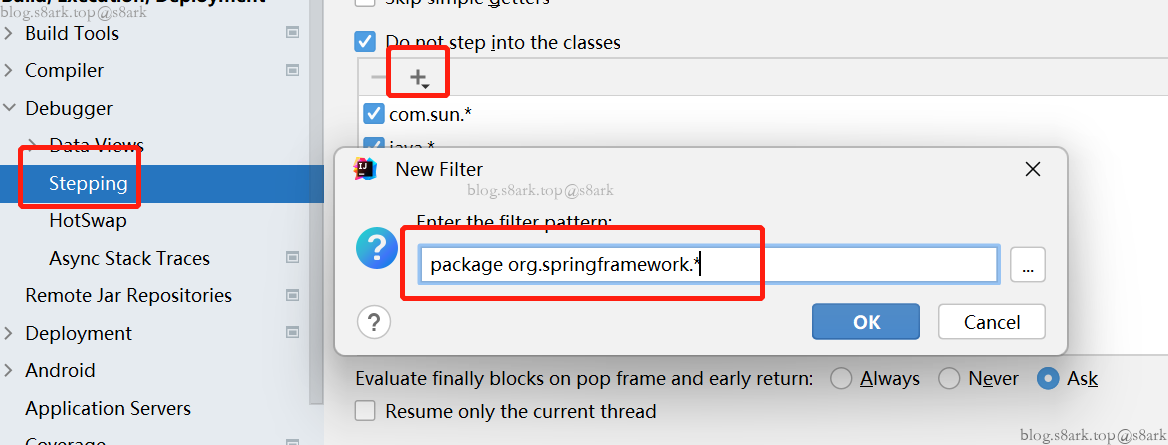 Build, Execution, Deployment
blog.s8ark.top@s8ark
Build Tools
Compiler
Debugger
Data Views
Stepping
HotSwap
Async Stack Traces
Remote Jar Repositories
Deployment
Android
Application Servers
Coverage
Skip simple getters
Do not step into the classes
com.sun.*
java.*
New Filter
blog.s8ark.top@s8ark
Enter the filter pattern:
package org.springframework.*
...
?
OK
Cancel
Evaluate finally blocks on pop frame and early return: Always Never Ask
Resume only the current thread
blog.s8ark.top@s8ark